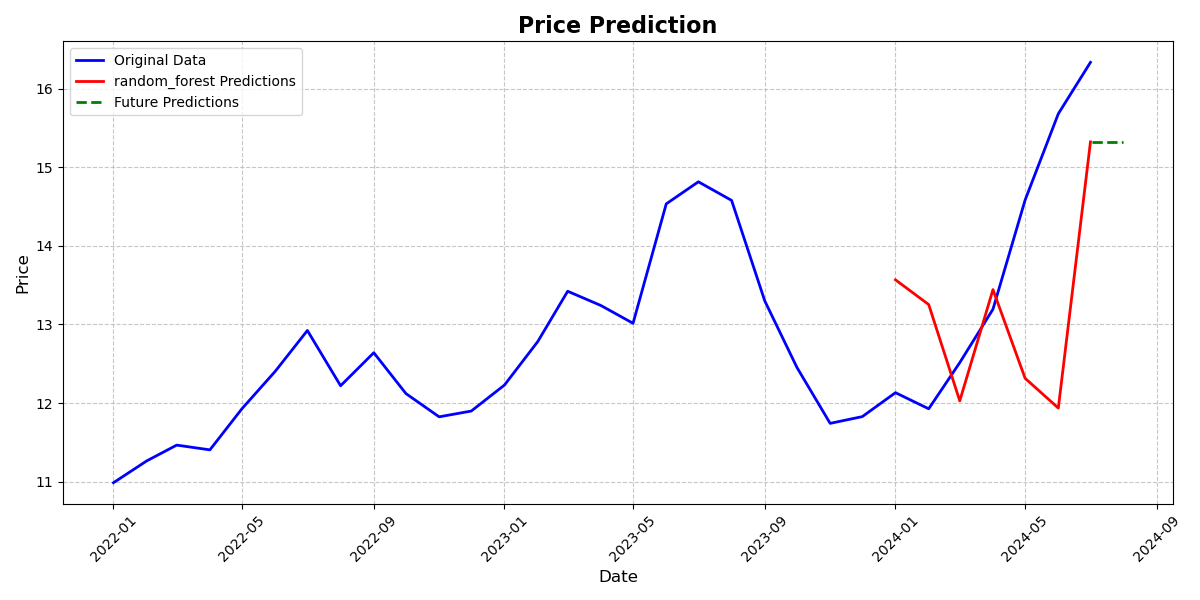 Price Prediction
Original Data
random_forest Predictions
Future Predictions
Price
16
15
14
13
12
11
2022-01
2022-05
2022-09
2023-01
2023-05
2023-09
2024-01
2024-05
2024-09
Date